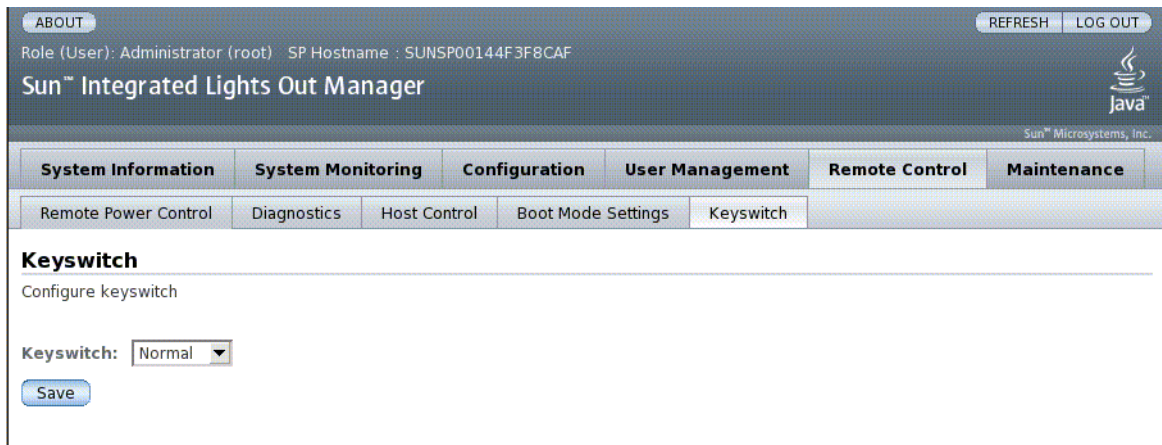 ABOUT REFRESH LOG OUT
Role (User): Administrator (root) SP Hostname : SUNSP00144F3F8CAF
Sun™ Integrated Lights Out Manager
Java™
Sun™ Microsystems, Inc.
System Information System Monitoring Configuration User Management Remote Control Maintenance
Remote Power Control Diagnostics Host Control Boot Mode Settings Keyswitch
Keyswitch
Configure keyswitch
Keyswitch: Normal
Save